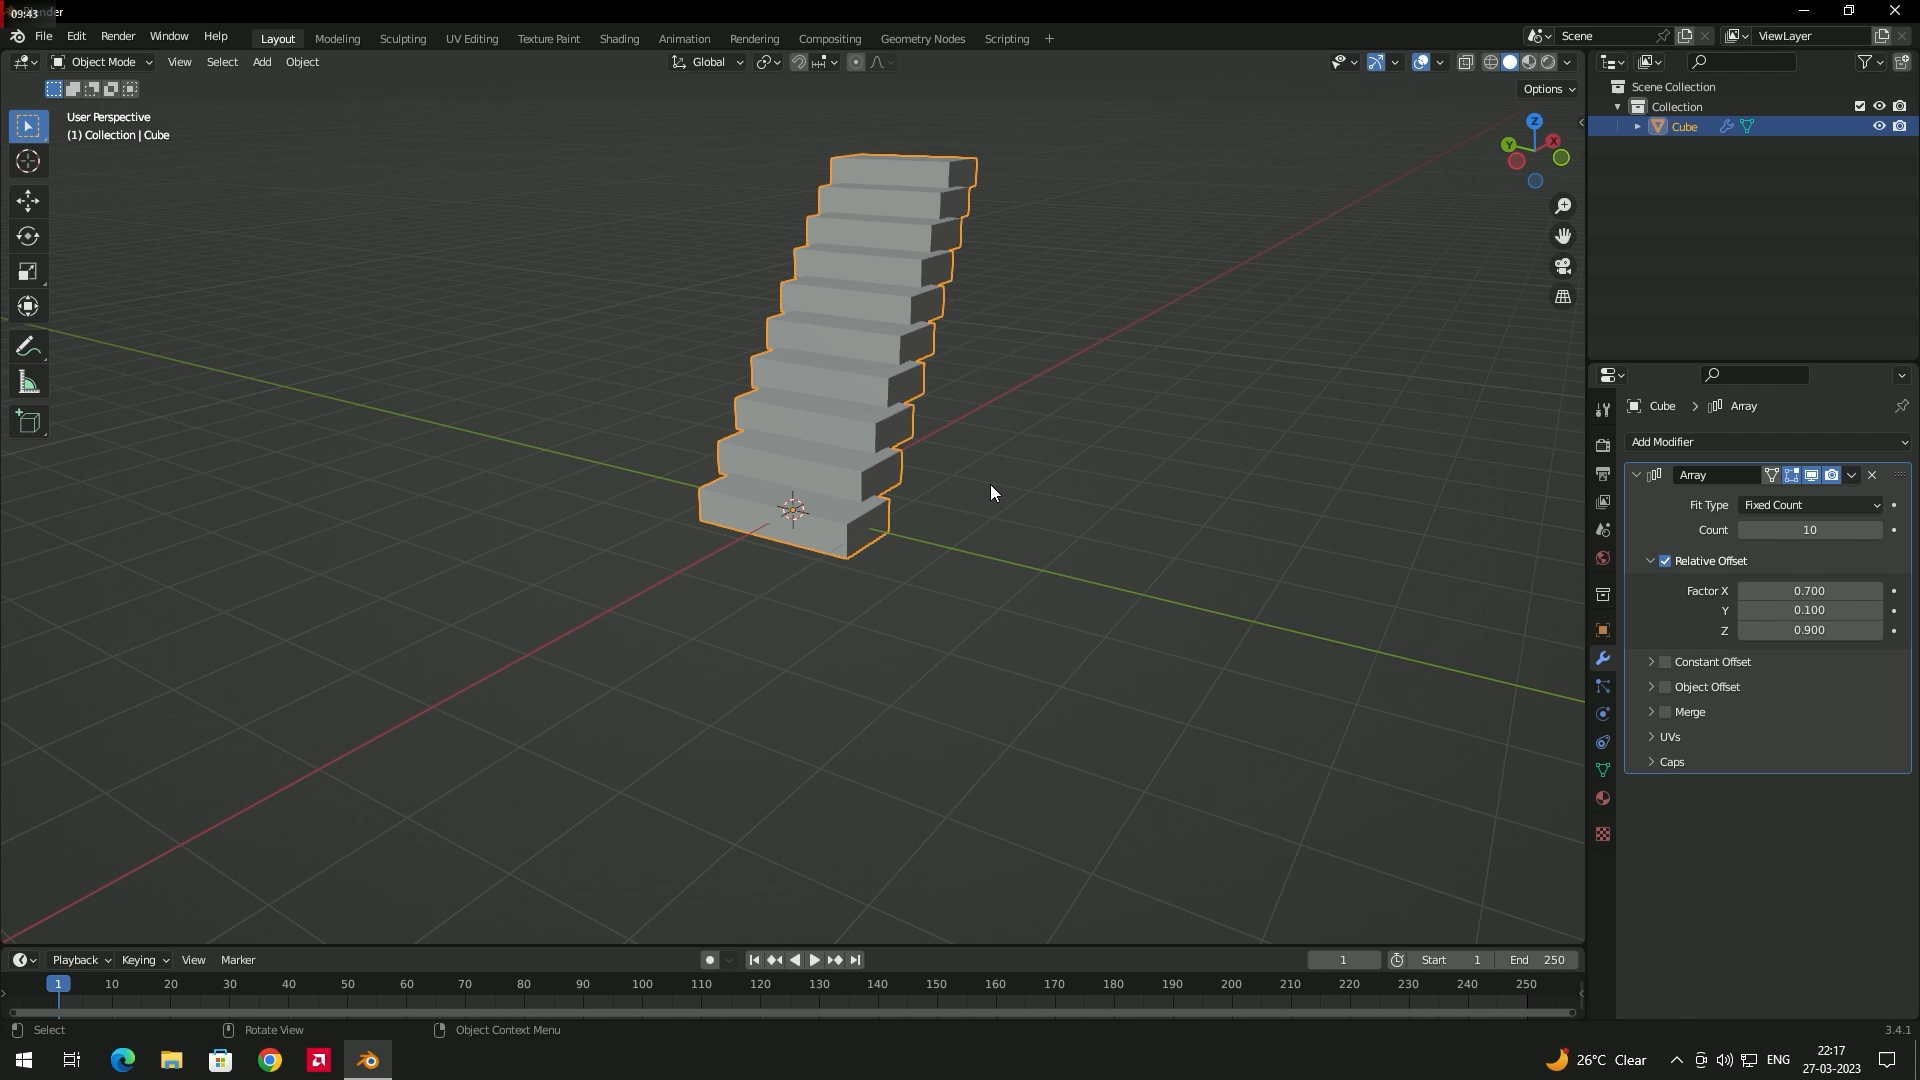 09:43
Blender
File Edit Render Window Help Layout Modeling Sculpting UV Editing Texture Paint Shading Animation Rendering Compositing Geometry Nodes Scripting + Scene ViewLayer
Object Mode View Select Add Object Global
Options
User Perspective
(1) Collection | Cube
Z
X
Y
Scene Collection
Collection
Cube
Cube > Array
Add Modifier
Array
Fit Type Fixed Count
Count 10
Relative Offset
Factor X 0.700
Y 0.100
Z 0.900
Constant Offset
Object Offset
Merge
UVs
Caps
Playback Keying View Marker 1 Start 1 End 250
1 10 20 30 40 50 60 70 80 90 100 110 120 130 140 150 160 170 180 190 200 210 220 230 240 250
Select Rotate View Object Context Menu 3.4.1
26°C Clear ENG 22:17
27-03-2023